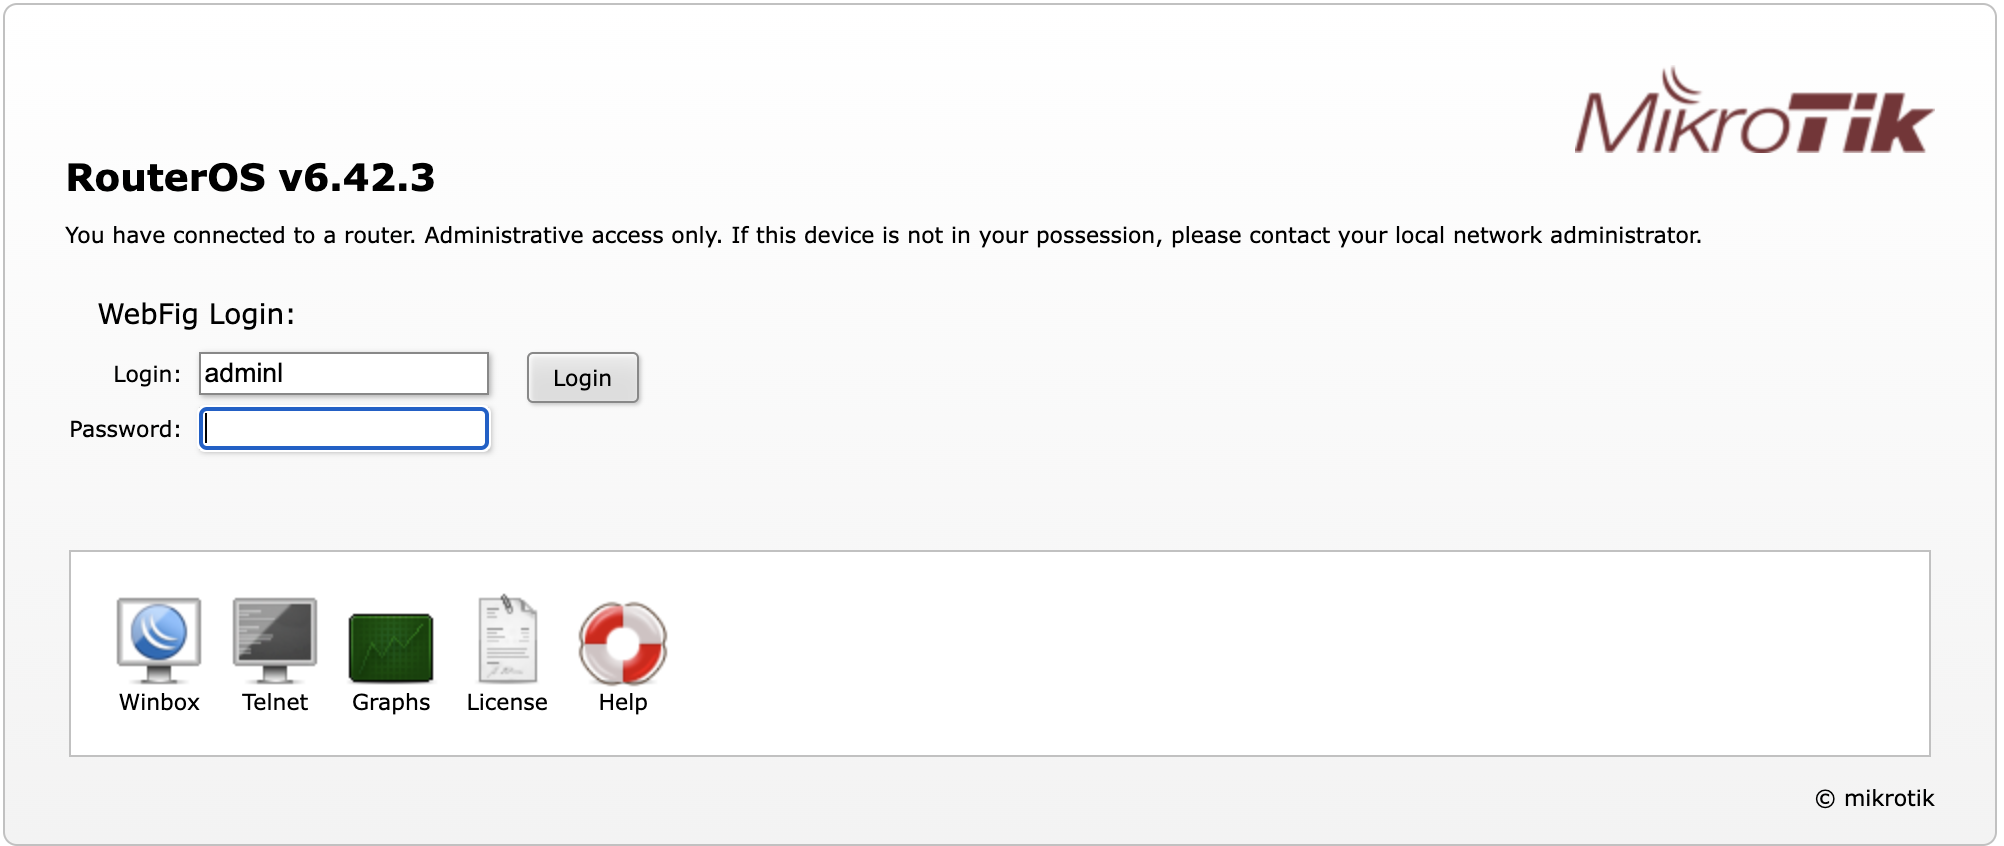 MikroTik
RouterOS v6.42.3
You have connected to a router. Administrative access only. If this device is not in your possession, please contact your local network administrator.
WebFig Login:
Login: adminl Login
Password:
Winbox Telnet Graphs License Help
© mikrotik